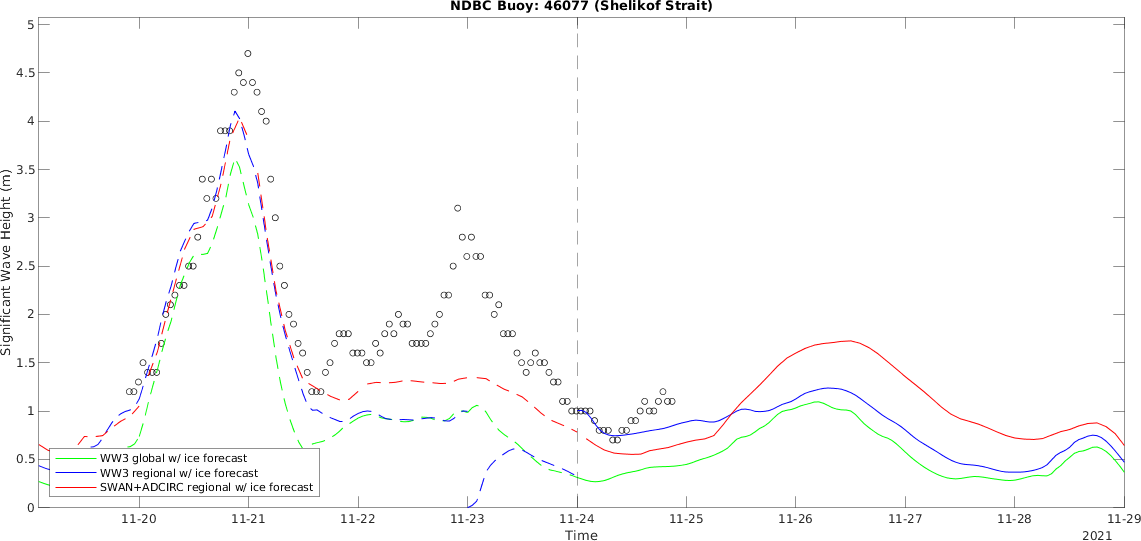 NDBC Buoy: 46077 (Shelikof Strait)
5
4.5
4
3.5
3
2.5
2
1.5
1
0.5
0
Significant Wave Height (m)
WW3 global w/ ice forecast
WW3 regional w/ ice forecast
SWAN+ADCIRC regional w/ ice forecast
11-20 11-21 11-22 11-23 11-24 11-25 11-26 11-27 11-28 11-29
Time
2021